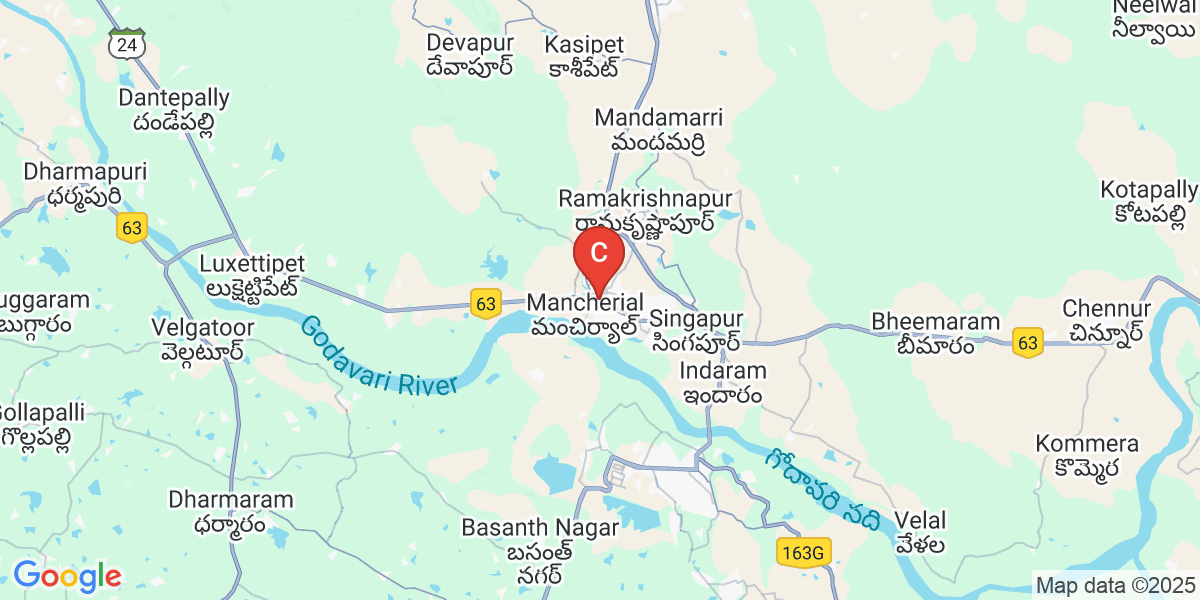 Neelwai
నీల్వాయి
24
Devapur
దేవాపూర్
Kasipet
కాశీపేట్
Dantepally
దండేపల్లి
Mandamarri
మందమర్రి
Dharmapuri
ధర్మపురి
Ramakrishnapur
రామకృష్ణాపూర్
Kotapally
కోటపల్లి
63
C
Luxettipet
లుక్షెట్టిపేట్
63
Mancherial
మంచిర్యాల్
uggaram
బుగ్గారం
Velgatoor
వెల్గటూర్
Singapur
సింగపూర్
Bheemaram
బీమారం
63
Chennur
చిన్నూర్
Godavari River
Indaram
ఇందారం
Gollapalli
గొల్లపల్లి
Kommera
కొమ్మెర
గోదావరి నది
Dharmaram
ధర్మారం
Basanth Nagar
బసంత్
నగర్
Velal
వేళల
163G
Google
Map data ©2025